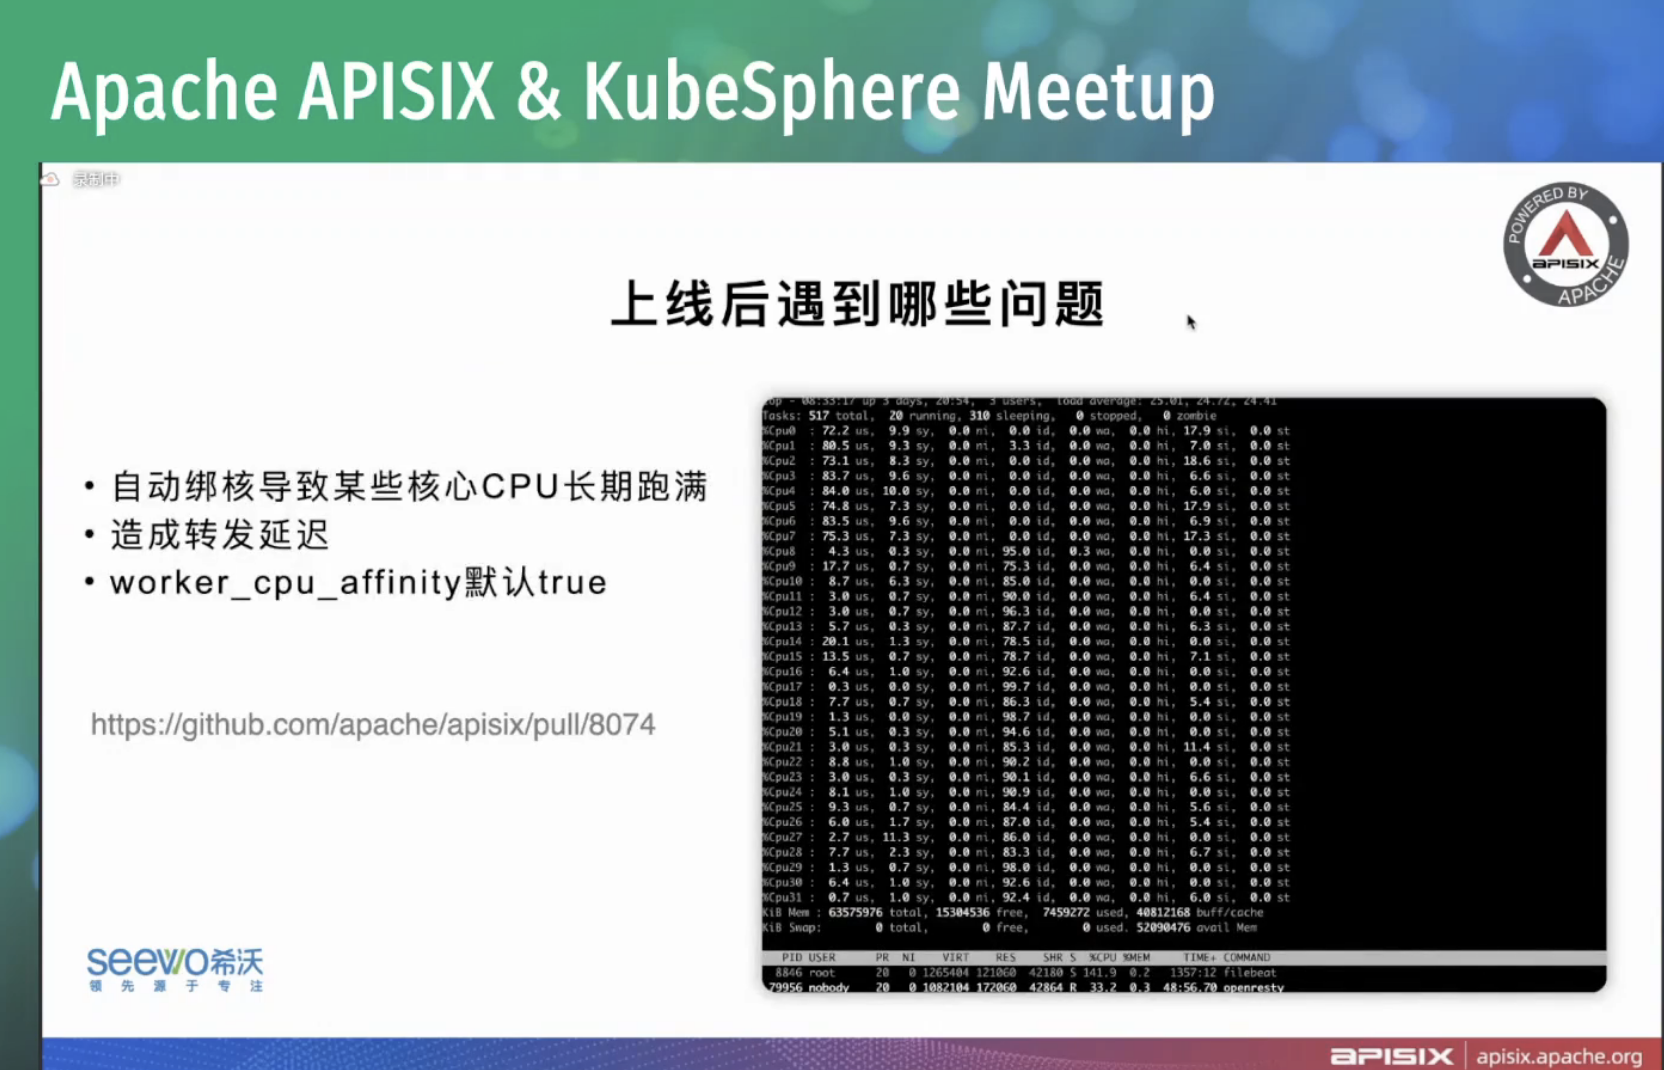 Apache APISIX & KubeSphere Meetup
录制中
POWERED BY
APISIX
APACHE
上线后遇到哪些问题
• 自动绑核导致某些核心CPU长期跑满
• 造成转发延迟
• worker_cpu_affinity默认true
https://github.com/apache/apisix/pull/8074
top - 08:33:17 up 3 days, 20:54, 3 users, load average: 25.01, 24.72, 24.41
Tasks: 517 total, 20 running, 310 sleeping, 0 stopped, 0 zombie
%Cpu0 : 72.2 us, 9.9 sy, 0.0 ni, 0.0 id, 0.0 wa, 0.0 hi, 17.9 si, 0.0 st
%Cpu1 : 80.5 us, 9.3 sy, 0.0 ni, 3.3 id, 0.0 wa, 0.0 hi, 7.0 si, 0.0 st
%Cpu2 : 73.1 us, 8.3 sy, 0.0 ni, 0.0 id, 0.0 wa, 0.0 hi, 18.6 si, 0.0 st
%Cpu3 : 83.7 us, 9.6 sy, 0.0 ni, 0.0 id, 0.0 wa, 0.0 hi, 6.6 si, 0.0 st
%Cpu4 : 84.0 us, 10.0 sy, 0.0 ni, 0.0 id, 0.0 wa, 0.0 hi, 6.0 si, 0.0 st
%Cpu5 : 74.8 us, 7.3 sy, 0.0 ni, 0.0 id, 0.0 wa, 0.0 hi, 17.9 si, 0.0 st
%Cpu6 : 83.5 us, 9.6 sy, 0.0 ni, 0.0 id, 0.0 wa, 0.0 hi, 6.9 si, 0.0 st
%Cpu7 : 75.3 us, 7.3 sy, 0.0 ni, 0.0 id, 0.0 wa, 0.0 hi, 17.3 si, 0.0 st
%Cpu8 : 4.3 us, 0.3 sy, 0.0 ni, 95.0 id, 0.3 wa, 0.0 hi, 0.0 si, 0.0 st
%Cpu9 : 17.7 us, 0.7 sy, 0.0 ni, 75.3 id, 0.0 wa, 0.0 hi, 6.4 si, 0.0 st
%Cpu10 : 8.7 us, 6.3 sy, 0.0 ni, 85.0 id, 0.0 wa, 0.0 hi, 0.0 si, 0.0 st
%Cpu11 : 3.0 us, 0.7 sy, 0.0 ni, 90.0 id, 0.0 wa, 0.0 hi, 6.4 si, 0.0 st
%Cpu12 : 3.0 us, 0.7 sy, 0.0 ni, 96.3 id, 0.0 wa, 0.0 hi, 0.0 si, 0.0 st
%Cpu13 : 5.7 us, 0.3 sy, 0.0 ni, 87.7 id, 0.0 wa, 0.0 hi, 6.3 si, 0.0 st
%Cpu14 : 20.1 us, 1.3 sy, 0.0 ni, 78.5 id, 0.0 wa, 0.0 hi, 0.0 si, 0.0 st
%Cpu15 : 13.5 us, 0.7 sy, 0.0 ni, 78.7 id, 0.0 wa, 0.0 hi, 7.1 si, 0.0 st
%Cpu16 : 6.4 us, 1.0 sy, 0.0 ni, 92.6 id, 0.0 wa, 0.0 hi, 0.0 si, 0.0 st
%Cpu17 : 0.3 us, 0.0 sy, 0.0 ni, 99.7 id, 0.0 wa, 0.0 hi, 0.0 si, 0.0 st
%Cpu18 : 7.7 us, 0.7 sy, 0.0 ni, 86.3 id, 0.0 wa, 0.0 hi, 5.4 si, 0.0 st
%Cpu19 : 1.3 us, 0.0 sy, 0.0 ni, 98.7 id, 0.0 wa, 0.0 hi, 0.0 si, 0.0 st
%Cpu20 : 5.1 us, 0.3 sy, 0.0 ni, 94.6 id, 0.0 wa, 0.0 hi, 0.0 si, 0.0 st
%Cpu21 : 3.0 us, 0.3 sy, 0.0 ni, 85.3 id, 0.0 wa, 0.0 hi, 11.4 si, 0.0 st
%Cpu22 : 8.8 us, 1.0 sy, 0.0 ni, 90.2 id, 0.0 wa, 0.0 hi, 0.0 si, 0.0 st
%Cpu23 : 3.0 us, 0.3 sy, 0.0 ni, 90.1 id, 0.0 wa, 0.0 hi, 6.6 si, 0.0 st
%Cpu24 : 8.1 us, 1.0 sy, 0.0 ni, 90.9 id, 0.0 wa, 0.0 hi, 0.0 si, 0.0 st
%Cpu25 : 9.3 us, 0.7 sy, 0.0 ni, 84.4 id, 0.0 wa, 0.0 hi, 5.6 si, 0.0 st
%Cpu26 : 6.0 us, 1.7 sy, 0.0 ni, 87.0 id, 0.0 wa, 0.0 hi, 5.4 si, 0.0 st
%Cpu27 : 2.7 us, 11.3 sy, 0.0 ni, 86.0 id, 0.0 wa, 0.0 hi, 0.0 si, 0.0 st
%Cpu28 : 7.7 us, 2.3 sy, 0.0 ni, 83.3 id, 0.0 wa, 0.0 hi, 6.7 si, 0.0 st
%Cpu29 : 1.3 us, 0.7 sy, 0.0 ni, 98.0 id, 0.0 wa, 0.0 hi, 0.0 si, 0.0 st
%Cpu30 : 6.4 us, 1.0 sy, 0.0 ni, 92.6 id, 0.0 wa, 0.0 hi, 0.0 si, 0.0 st
%Cpu31 : 0.7 us, 1.0 sy, 0.0 ni, 92.4 id, 0.0 wa, 0.0 hi, 6.0 si, 0.0 st
KiB Mem : 63575976 total, 15304536 free, 7459272 used, 40812168 buff/cache
KiB Swap: 0 total, 0 free, 0 used. 52090476 avail Mem
PID USER PR NI VIRT RES SHR S %CPU %MEM TIME+ COMMAND
8846 root 20 0 1265404 121060 42180 S 141.9 0.2 1357:12 filebeat
79956 nobody 20 0 1082104 172060 42864 R 33.2 0.3 48:56.70 openresty
seewo希沃
领先源于专注
APISIX | apisix.apache.org